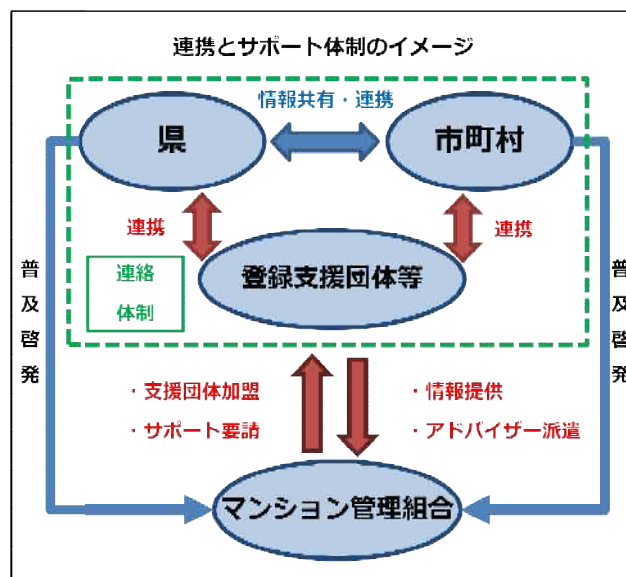 連携とサポート体制のイメージ
情報共有・連携
県
市町村
連携
連携
登録支援団体等
連絡
体制
普及啓発
普及啓発
・支援団体加盟
・サポート要請
・情報提供
・アドバイザー派遣
マンション管理組合